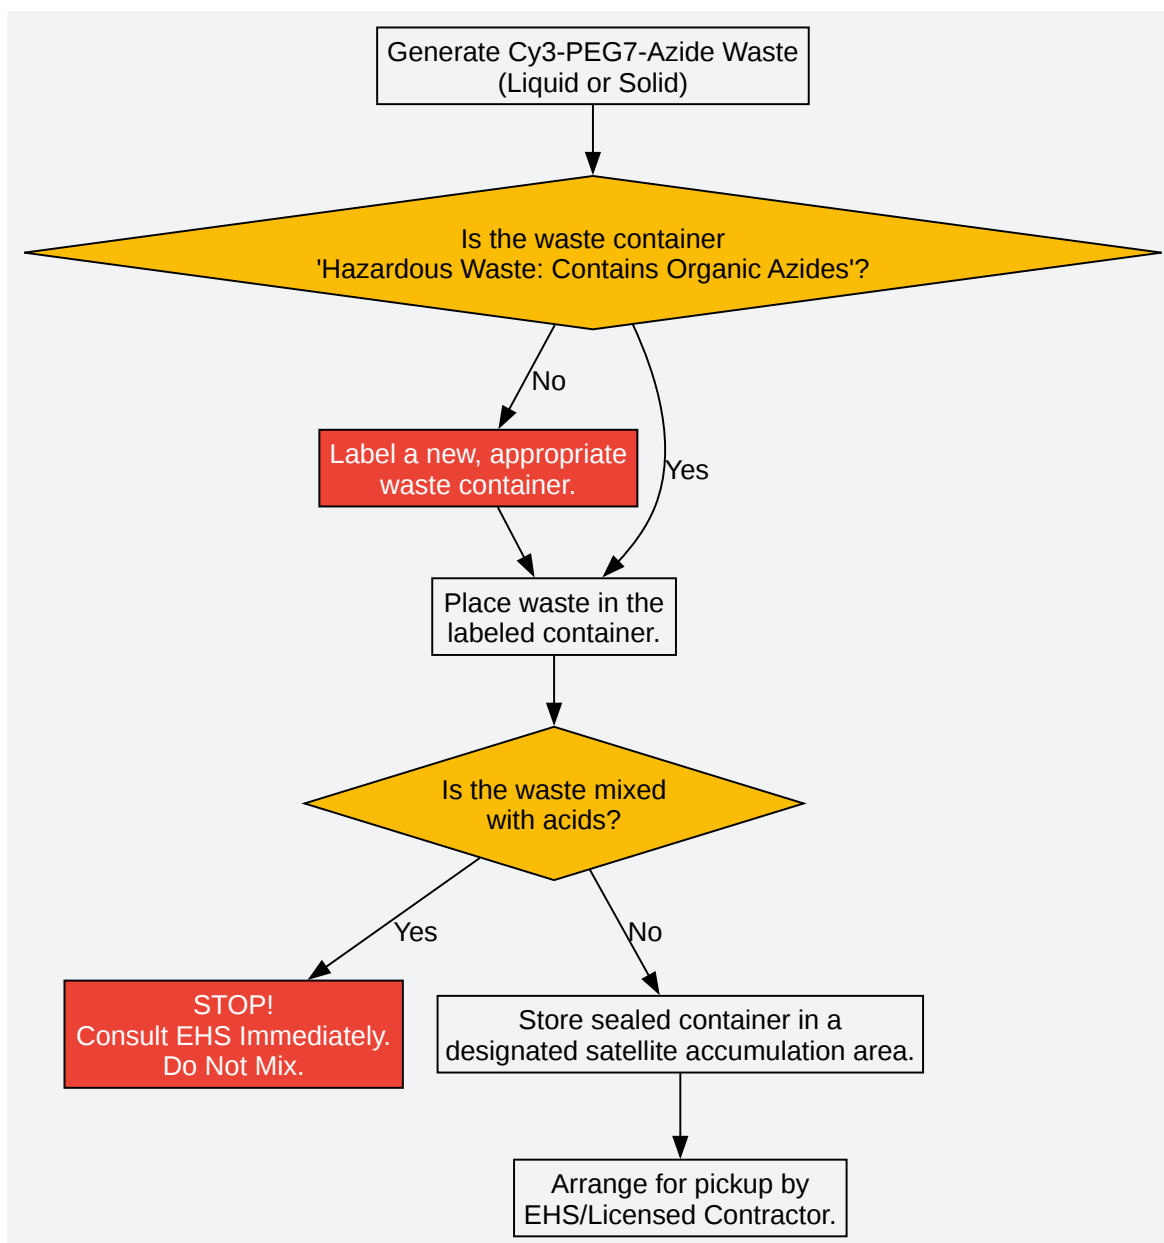 Generate Cy3-PEG7-Azide Waste
(Liquid or Solid)
Is the waste container
'Hazardous Waste: Contains Organic Azides'?
No
Yes
Label a new, appropriate
waste container.
Place waste in the
labeled container.
Is the waste mixed
with acids?
Yes
No
STOP!
Consult EHS Immediately.
Do Not Mix.
Store sealed container in a
designated satellite accumulation area.
Arrange for pickup by
EHS/Licensed Contractor.